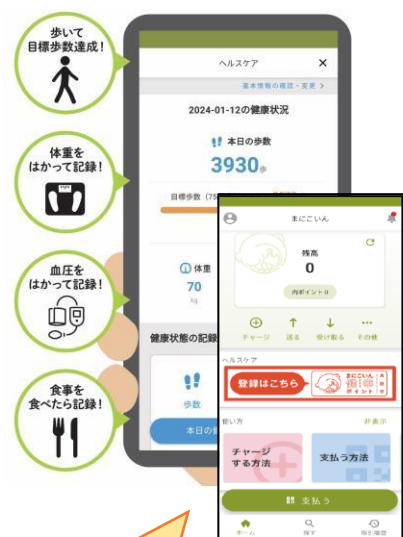 歩いて
目標歩数達成！
体重を
はかって記録！
血圧を
はかって記録！
食事を
食べたら記録！
ヘルスケア
×
基本情報の確認・変更 >
2024-01-12の健康状況
本日の歩数
3930歩
目標歩数（75
体重
70
kg
健康状態の記録
歩数
本日の
まにこいん
残高
0
内ポイント 0
チャージ
送る
受け取る
その他
ヘルスケア
登録はこちら
まにこいん
健康
ポイント
使い方
非表示
チャージ
する方法
支払う方法
支払う
ホーム
探す
取引履歴